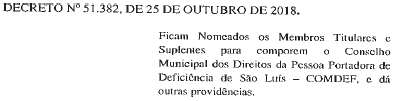 DECRETO Nº 51.382, DE 25 DE OUTUBRO DE 2018.
Ficam Nomeados os Membros Titulares e
Suplentes para comporem o Conselho
Municipal dos Direitos da Pessoa Portadora de
Deficiência de São Luís – COMDEF, e dá
outras providências.